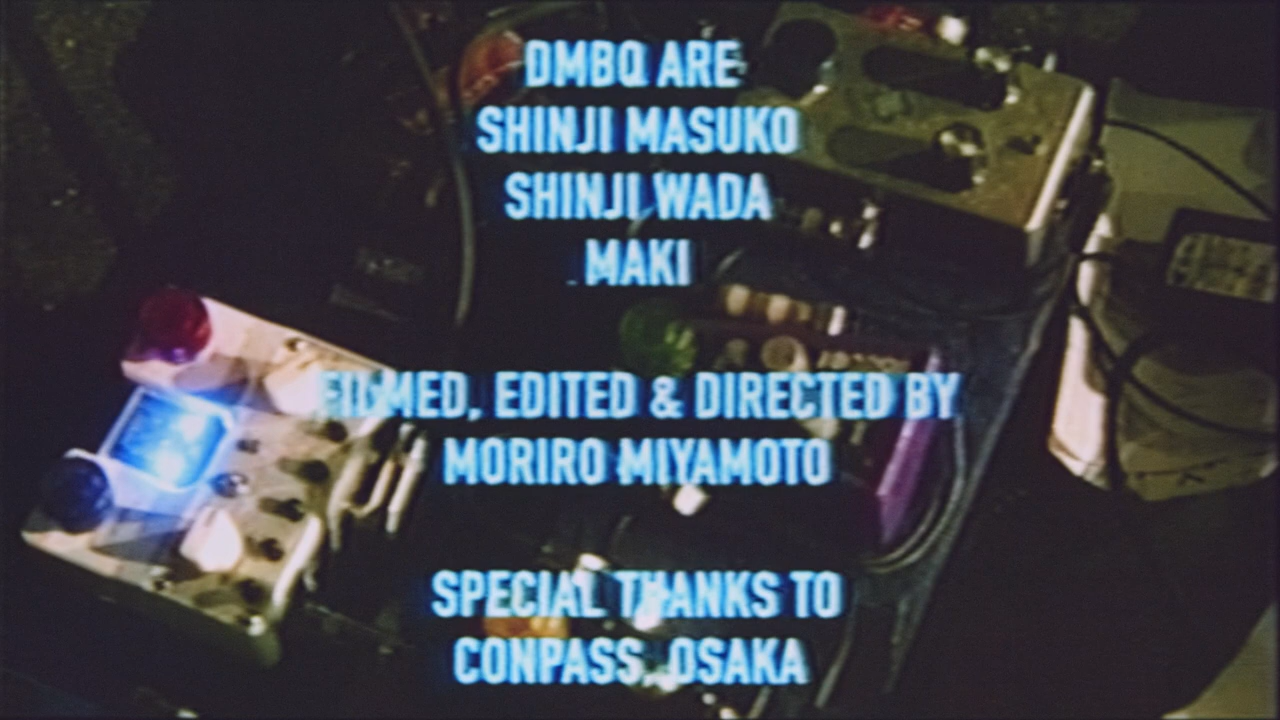 DMBQ ARE
SHINJI MASUKO
SHINJI WADA
MAKI
FILMED, EDITED & DIRECTED BY
MORIRO MIYAMOTO
SPECIAL THANKS TO
CONPASS, OSAKA